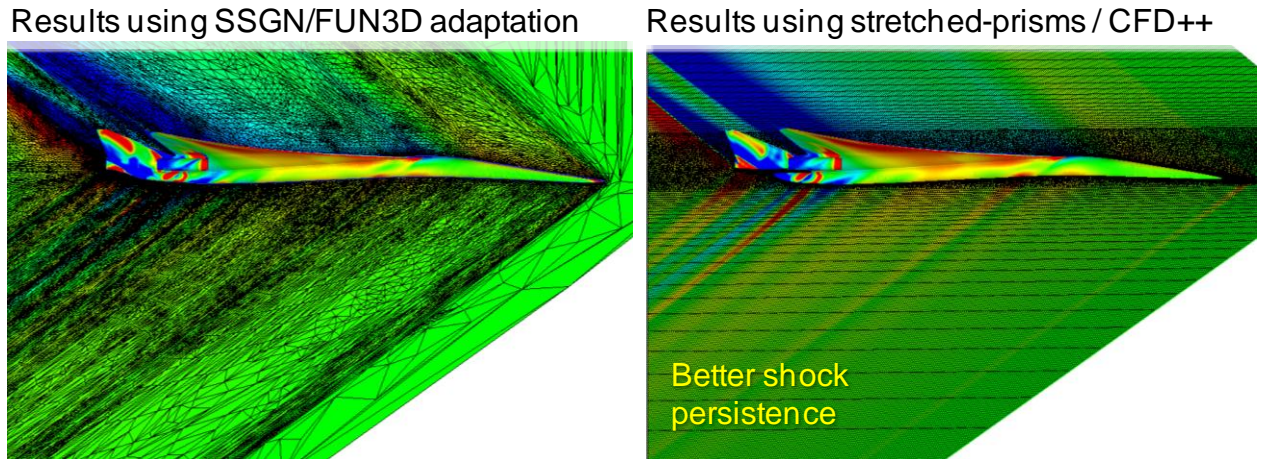 Results using SSGN/FUN3D adaptation
Results using stretched-prisms / CFD++
Better shock
persistence